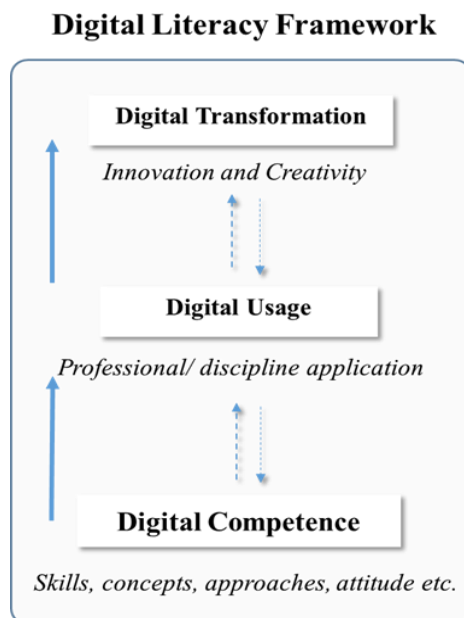 Digital Literacy Framework
Digital Transformation
Innovation and Creativity
Digital Usage
Professional/ discipline application
Digital Competence
Skills, concepts, approaches, attitude etc.